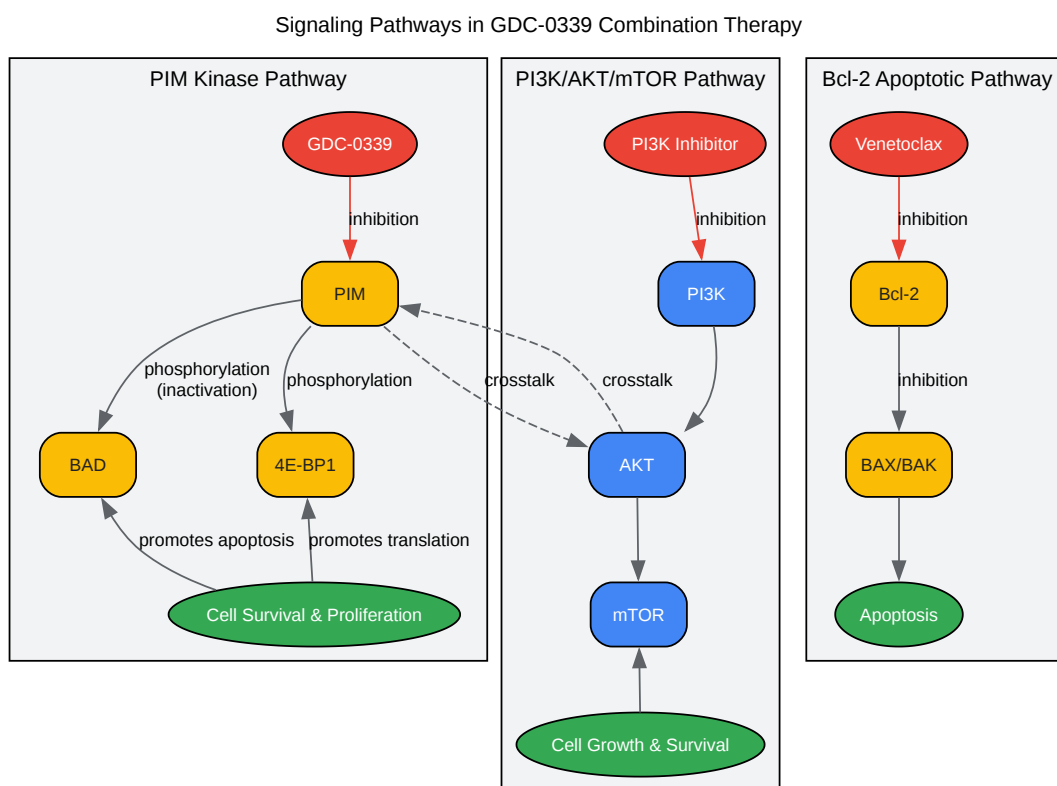 Signaling Pathways in GDC-0339 Combination Therapy
PIM Kinase Pathway
GDC-0339
inhibition
PIM
phosphorylation
(inactivation)
phosphorylation
BAD
4E-BP1
promotes apoptosis
promotes translation
Cell Survival & Proliferation
crosstalk
crosstalk
PI3K/AKT/mTOR Pathway
PI3K Inhibitor
inhibition
PI3K
AKT
mTOR
Cell Growth & Survival
Bcl-2 Apoptotic Pathway
Venetoclax
inhibition
Bcl-2
inhibition
BAX/BAK
Apoptosis